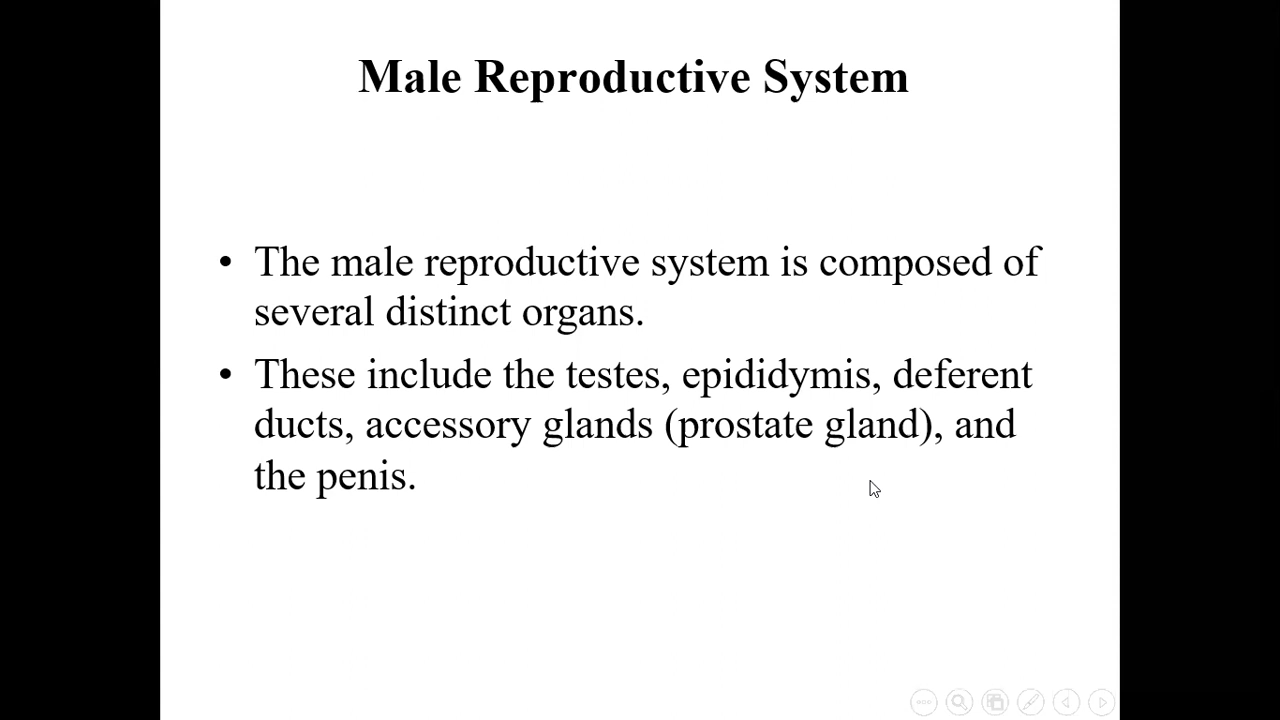 Male Reproductive System
• The male reproductive system is composed of
several distinct organs.
• These include the testes, epididymis, deferent
ducts, accessory glands (prostate gland), and
the penis.